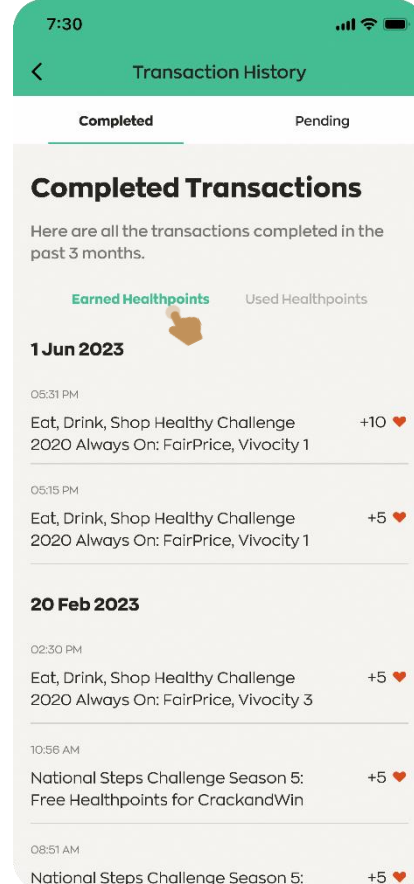 7:30
Transaction History
Completed Pending
Completed Transactions
Here are all the transactions completed in the
past 3 months.
Earned Healthpoints Used Healthpoints
1 Jun 2023
05:31 PM
Eat, Drink, Shop Healthy Challenge +10
2020 Always On: FairPrice, Vivocity 1
05:15 PM
Eat, Drink, Shop Healthy Challenge +5
2020 Always On: FairPrice, Vivocity 1
20 Feb 2023
02:30 PM
Eat, Drink, Shop Healthy Challenge +5
2020 Always On: FairPrice, Vivocity 3
10:56 AM
National Steps Challenge Season 5: +5
Free Healthpoints for CrackandWin
08:51 AM
National Steps Challenge Season 5: +5